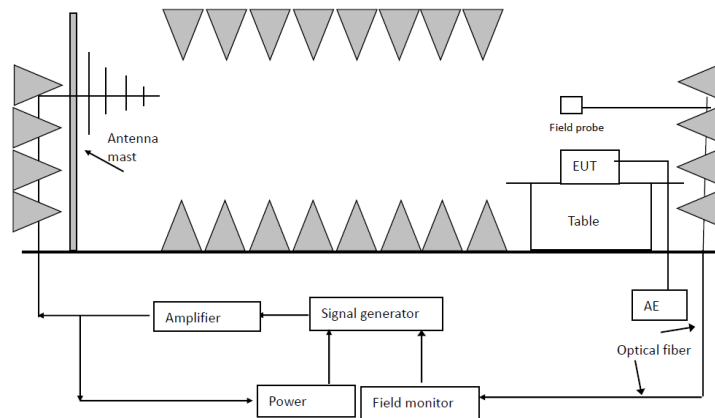 Antenna
mast
Field probe
EUT
Table
AE
Signal generator
Amplifier
Optical fiber
Power
Field monitor